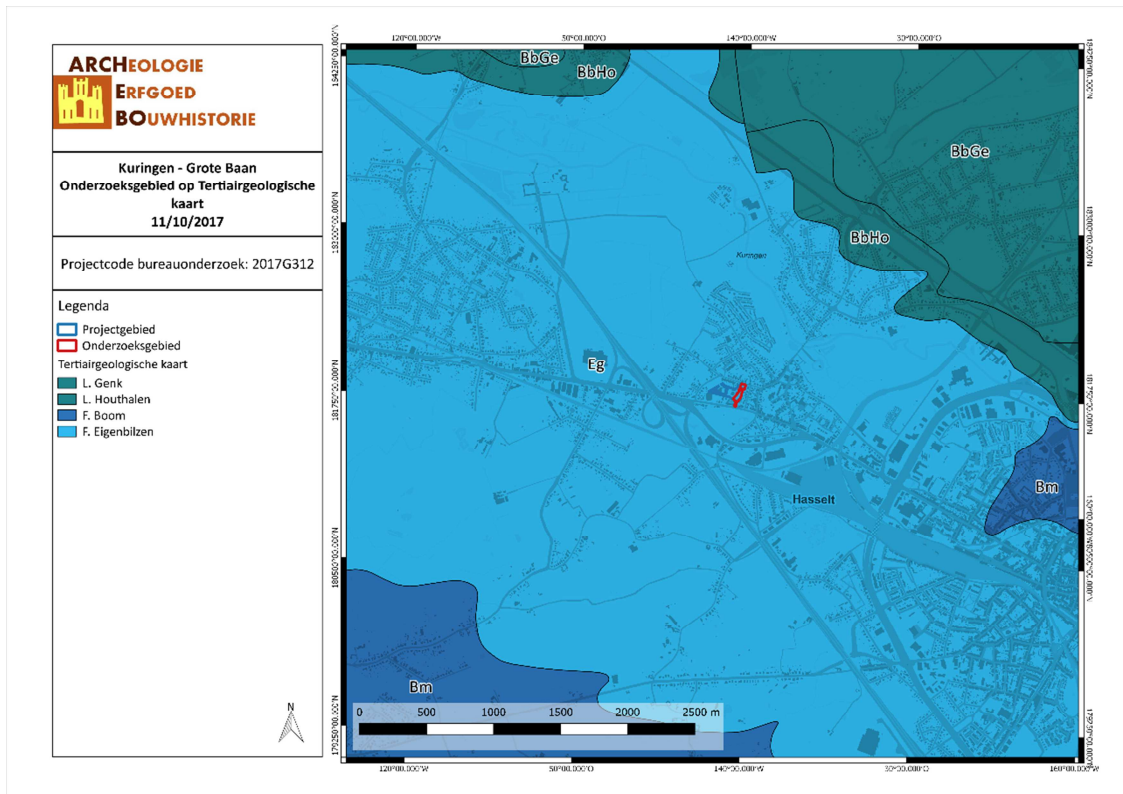 ARCHEOLOGIE
ERFGOED
BOUWHISTORIE
Kuringen - Grote Baan
Onderzoeksgebied op Tertiairgeologische
kaart
11/10/2017
Projectcode bureauonderzoek: 2017G312
Legenda
Projectgebied
Onderzoeksgebied
Tertiairgeologische kaart
L. Genk
L. Houthalen
F. Boom
F. Eigenbilzen
N
BbGe
BbHo
BbGe
BbHo
Kuringen
Eg
Hasselt
Bm
Bm
0 500 1000 1500 2000 2500 m